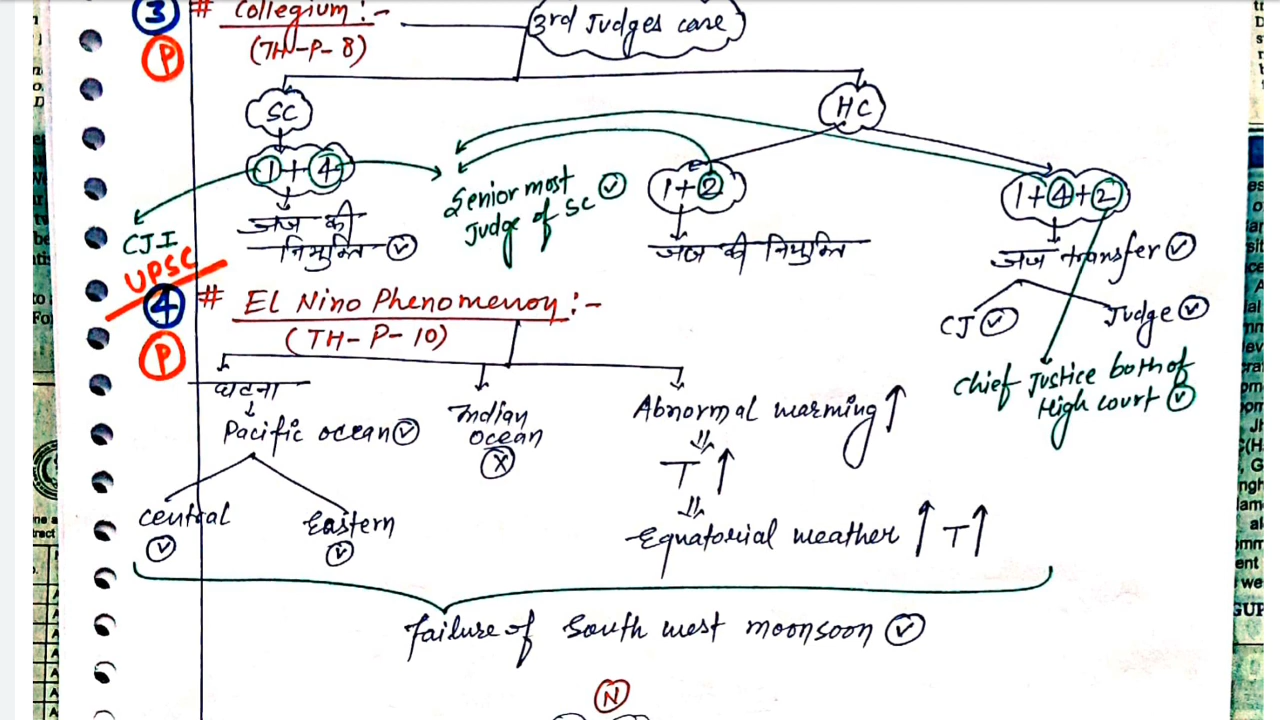 3 # Collegium :-
(TH-P-8)
3rd Judges case
P
SC
HC
1+4
1+2
1+4+2
CJI
जज की
नियुक्ति
Senior most
Judge of SC
जज की नियुक्ति
जज transfer
CJ
Judge
Chief Justice both of
High court
UPSC
4 # El Nino Phenomenon :-
(TH-P-10)
P
घटना
Pacific ocean
Central
Eastern
Indian
ocean
X
Abnormal warming ↑
T ↑
Equatorial weather ↑ T ↑
failure of South west moonsoon
N